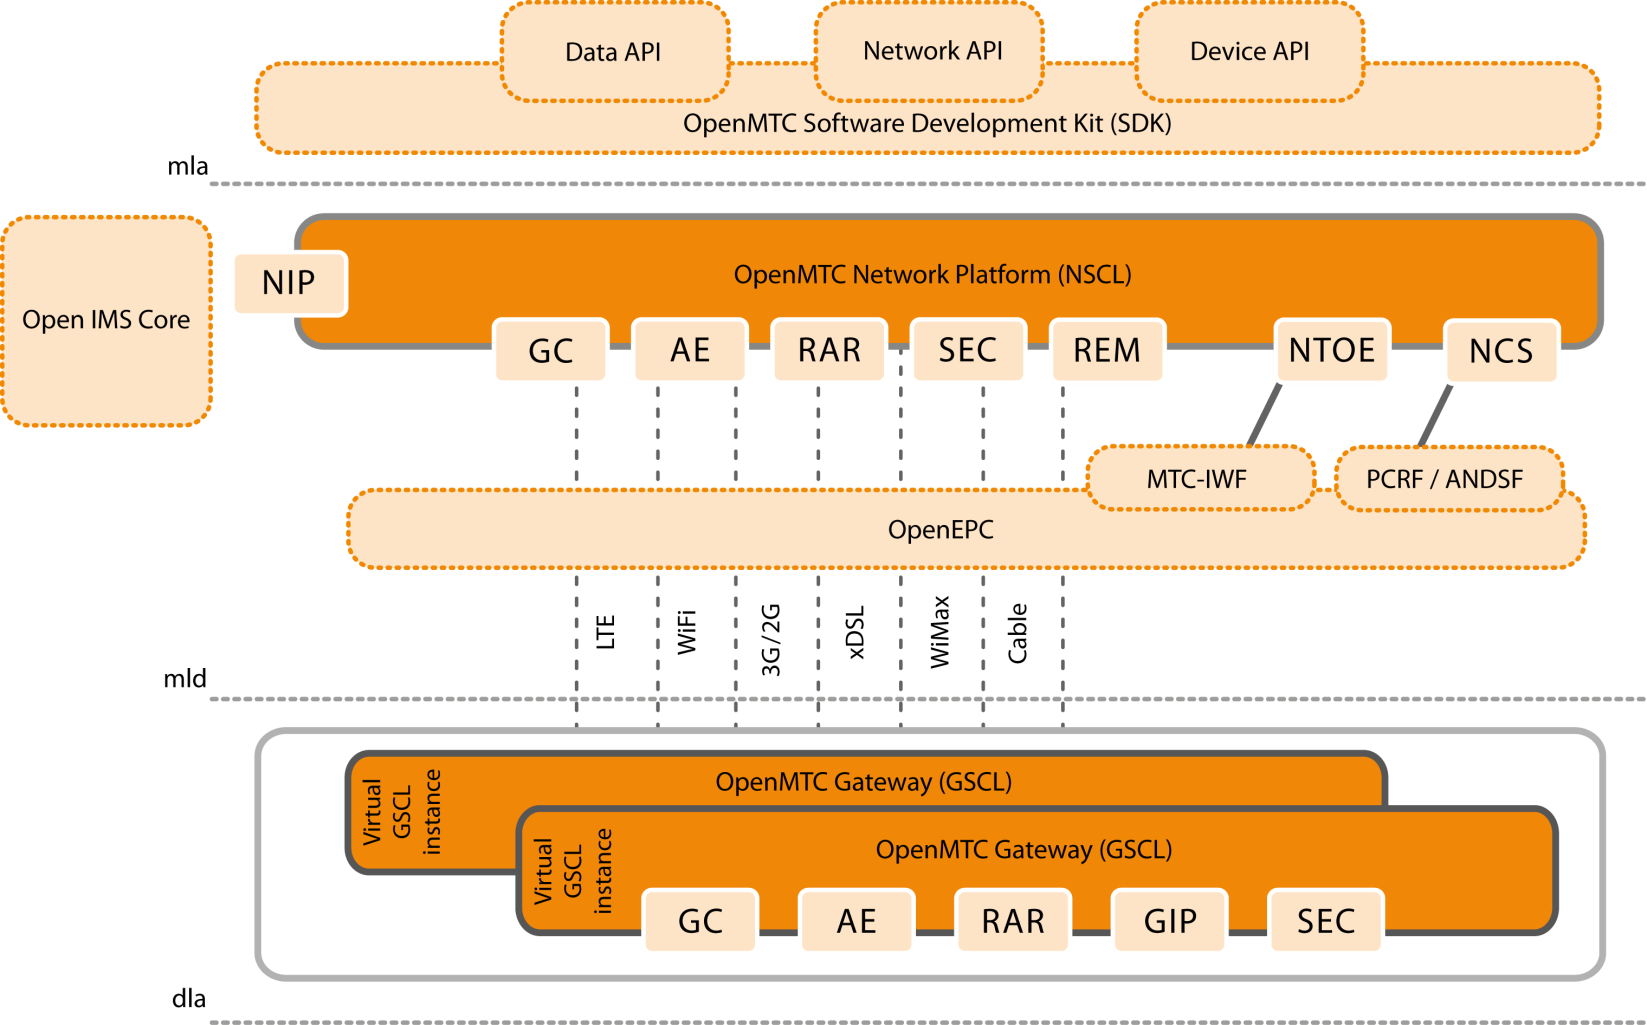 Data API
Network API
Device API
OpenMTC Software Development Kit (SDK)
mla
Open IMS Core
NIP
OpenMTC Network Platform (NSCL)
GC
AE
RAR
SEC
REM
NTOE
NCS
MTC-IWF
PCRF / ANDSF
OpenEPC
LTE
WiFi
3G/2G
xDSL
WiMax
Cable
mld
Virtual
GSCL
instance
OpenMTC Gateway (GSCL)
Virtual
GSCL
instance
OpenMTC Gateway (GSCL)
GC
AE
RAR
GIP
SEC
dla